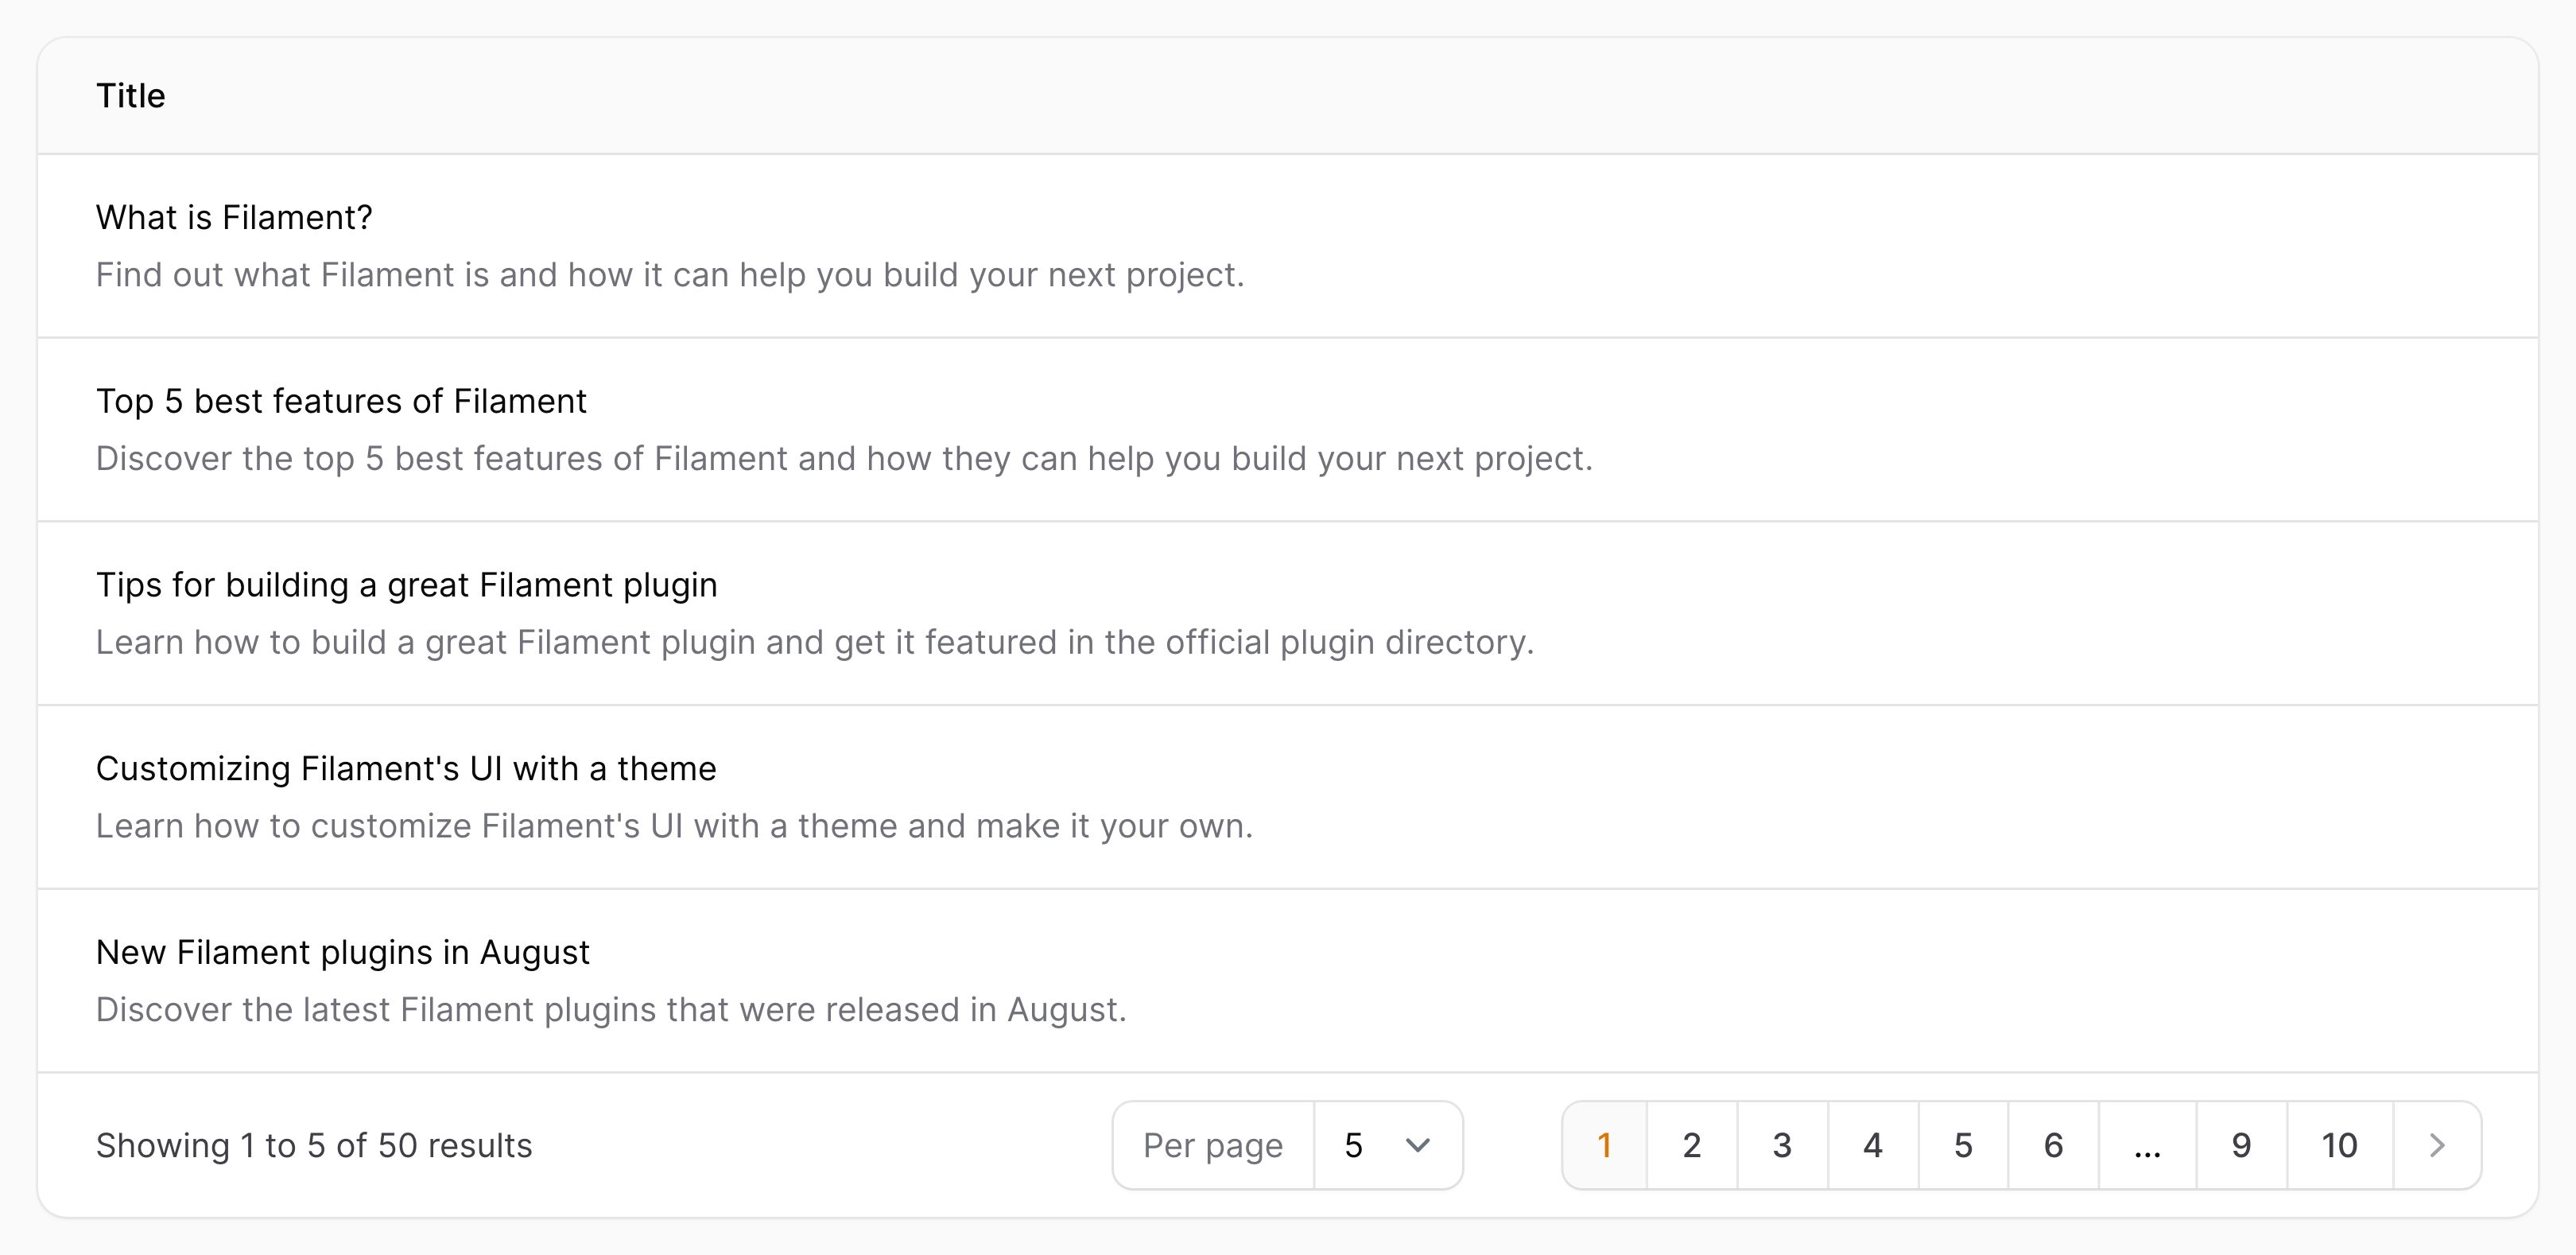 Title
What is Filament?
Find out what Filament is and how it can help you build your next project.
Top 5 best features of Filament
Discover the top 5 best features of Filament and how they can help you build your next project.
Tips for building a great Filament plugin
Learn how to build a great Filament plugin and get it featured in the official plugin directory.
Customizing Filament's UI with a theme
Learn how to customize Filament's UI with a theme and make it your own.
New Filament plugins in August
Discover the latest Filament plugins that were released in August.
Showing 1 to 5 of 50 results Per page 5 1 2 3 4 5 6 ... 9 10